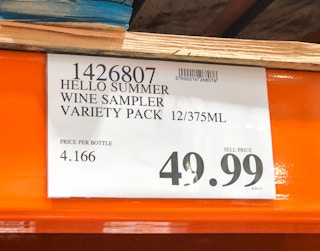 1426807
HELLO SUMMER
WINE SAMPLER
VARIETY PACK 12/375ML
PRICE PER BOTTLE
4.166
SELL PRICE
49.99